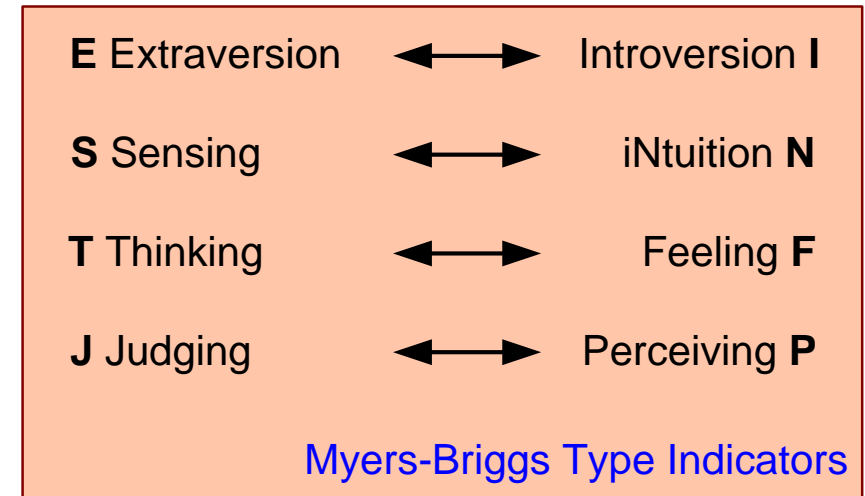 E Extraversion Introversion I
S Sensing iNtuition N
T Thinking Feeling F
J Judging Perceiving P
Myers-Briggs Type Indicators